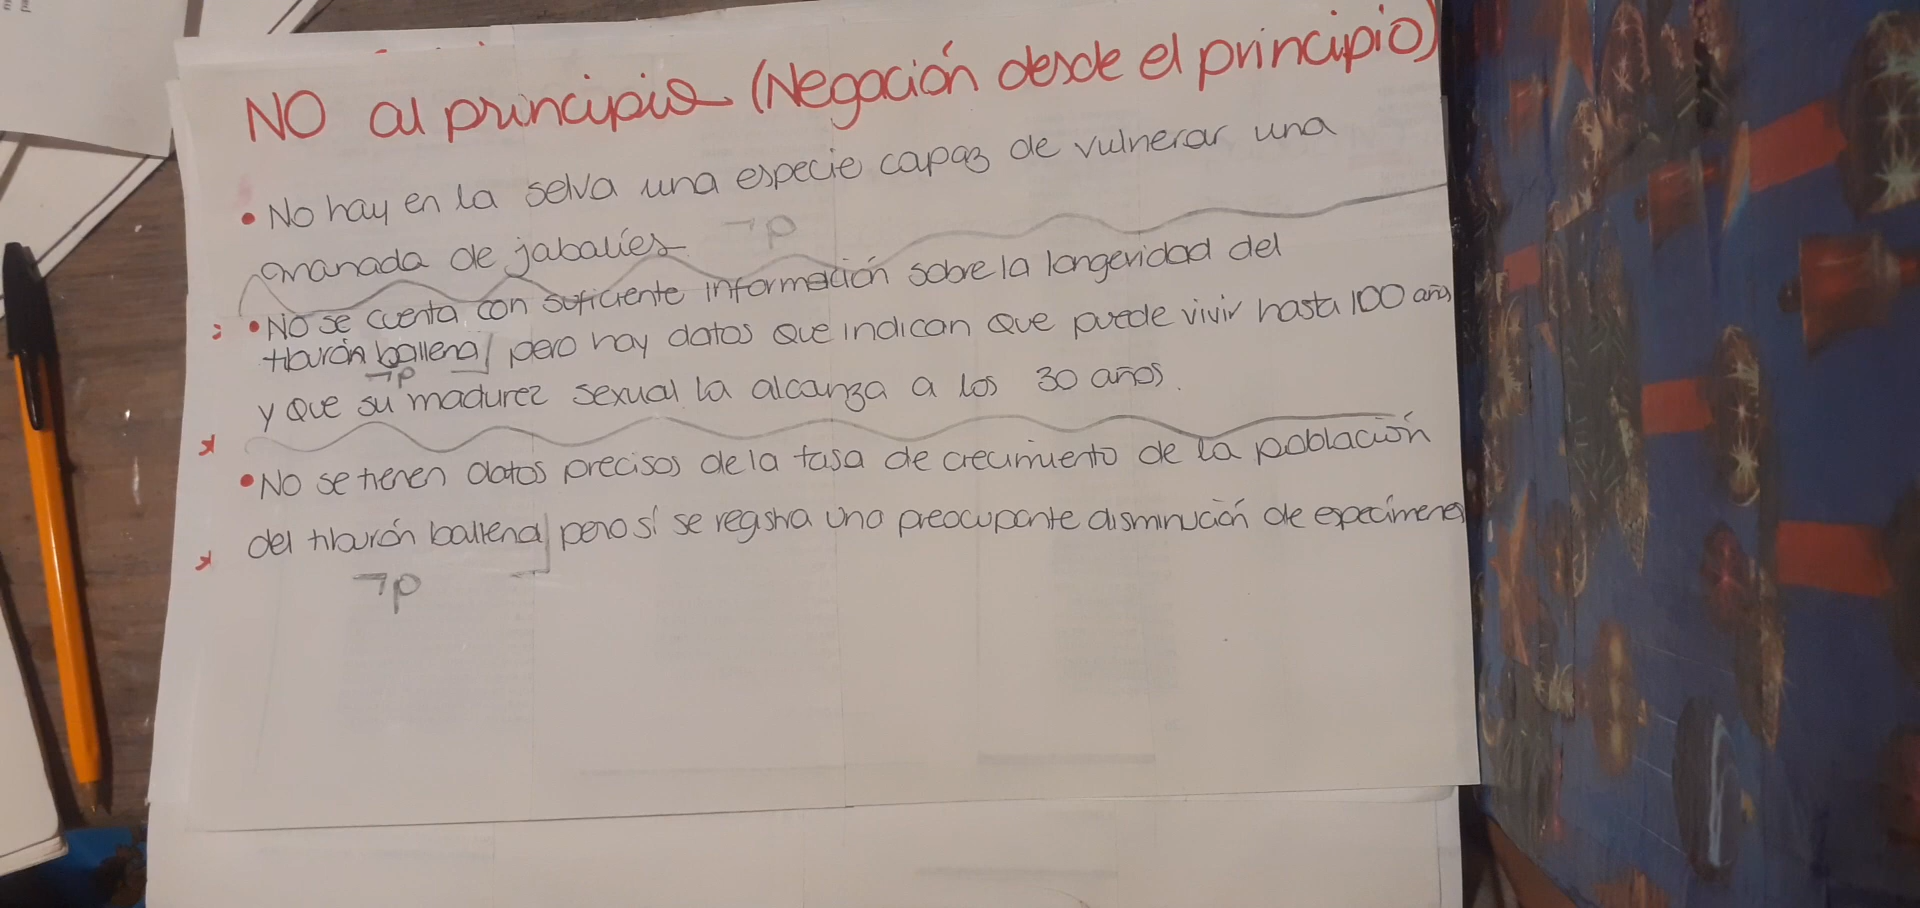 NO al principio (Negación desde el principio)
• No hay en la selva una especie capaz de vulnerar una
manada de jabalíes. ¬p
• No se cuenta con suficiente información sobre la longevidad del
tiburón ballena, pero hay datos que indican que puede vivir hasta 100 años
¬p
y que su madurez sexual la alcanza a los 30 años.
• No se tienen datos precisos de la tasa de crecimiento de la población
del tiburón ballena, pero sí se registra una preocupante disminución de especímenes
¬p